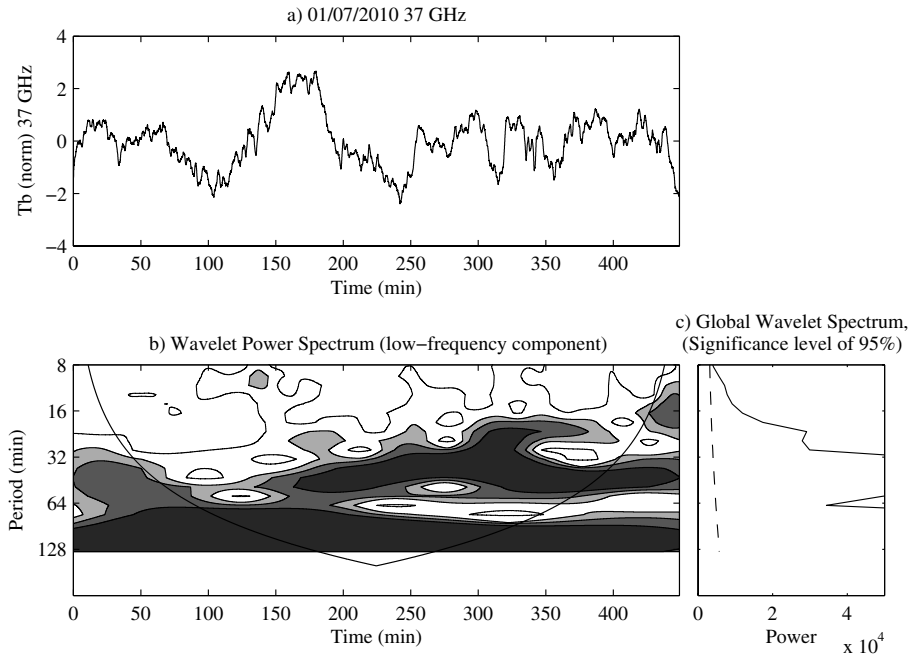 a) 01/07/2010 37 GHz
4
2
0
−2
−4
Tb (norm) 37 GHz
0 50 100 150 200 250 300 350 400
Time (min)
b) Wavelet Power Spectrum (low−frequency component)
8
16
32
64
128
Period (min)
0 50 100 150 200 250 300 350 400
Time (min)
c) Global Wavelet Spectrum,
(Significance level of 95%)
0 2 4
Power
x 10⁴